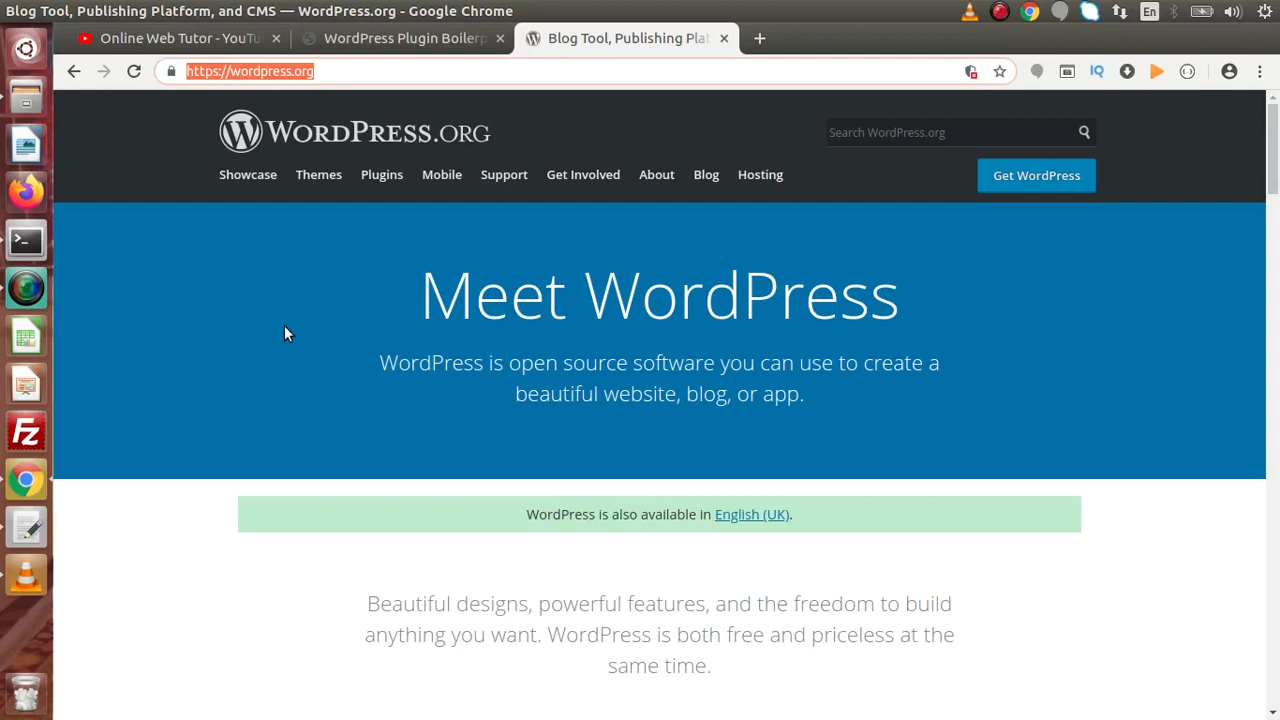 Blog Tool, Publishing Platform, and CMS — WordPress.org - Google Chrome
En
Online Web Tutor - YouTu
WordPress Plugin Boilerp
Blog Tool, Publishing Plat
https://wordpress.org
IQ
WORDPRESS.ORG
Search WordPress.org
Showcase Themes Plugins Mobile Support Get Involved About Blog Hosting
Get WordPress
Meet WordPress
WordPress is open source software you can use to create a
beautiful website, blog, or app.
WordPress is also available in English (UK).
Beautiful designs, powerful features, and the freedom to build
anything you want. WordPress is both free and priceless at the
same time.
Fz